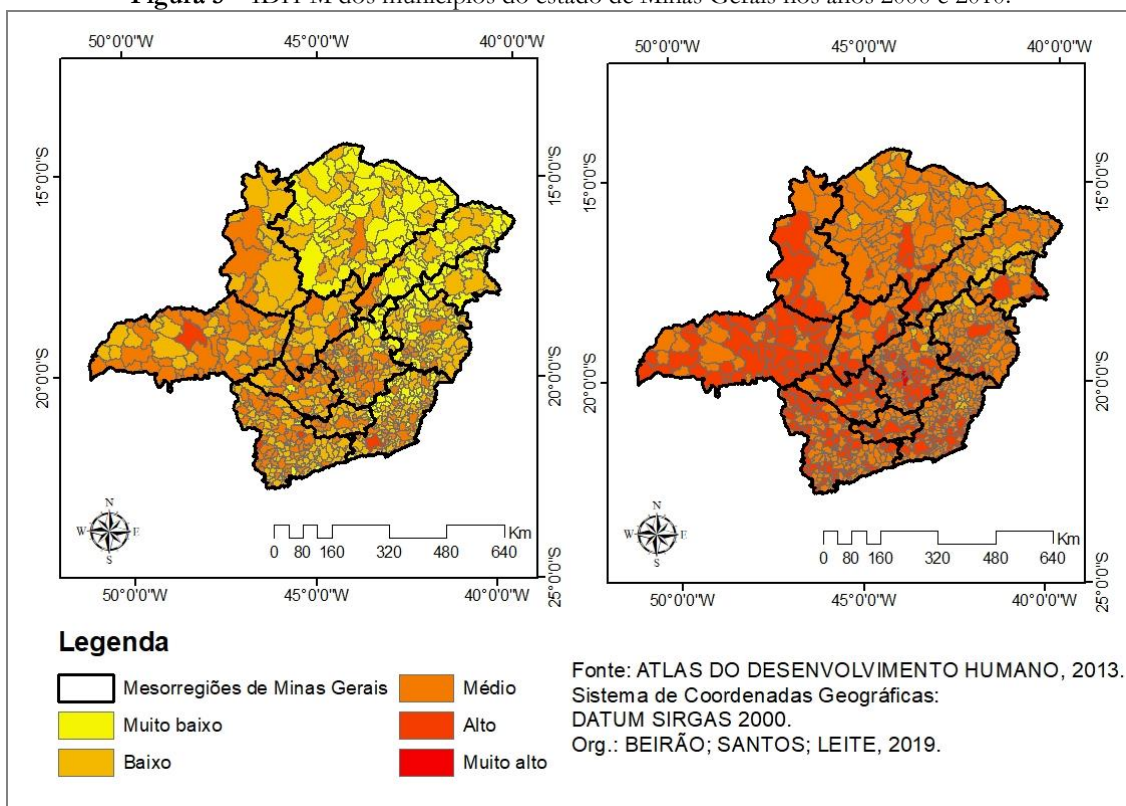 Figura 3 – IDH-M dos municípios do estado de Minas Gerais nos anos 2000 e 2010.
50°0'0"W 45°0'0"W 40°0'0"W
15°0'0"S
20°0'0"S
15°0'0"S
20°0'0"S
25°0'0"S
N
W E
S
0 80 160 320 480 640 Km
50°0'0"W 45°0'0"W 40°0'0"W
50°0'0"W 45°0'0"W 40°0'0"W
15°0'0"S
20°0'0"S
15°0'0"S
20°0'0"S
25°0'0"S
N
W E
S
0 80 160 320 480 640 Km
50°0'0"W 45°0'0"W 40°0'0"W
Legenda
Mesorregiões de Minas Gerais
Muito baixo
Baixo
Médio
Alto
Muito alto
Fonte: ATLAS DO DESENVOLVIMENTO HUMANO, 2013.
Sistema de Coordenadas Geográficas:
DATUM SIRGAS 2000.
Org.: BEIRÃO; SANTOS; LEITE, 2019.